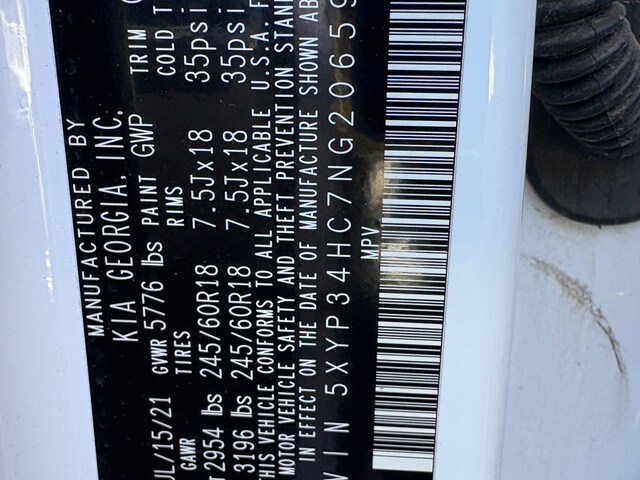 MANUFACTURED BY
KIA GEORGIA, INC.
UL/15/21 GVWR 5776 lbs PAINT GWP TRIM
GAWR TIRES RIMS COLD T
T 2954 lbs 245/60R18 7.5Jx18 35psi
3196 lbs 245/60R18 7.5Jx18 35psi
THIS VEHICLE CONFORMS TO ALL APPLICABLE U.S.A. F
MOTOR VEHICLE SAFETY AND THEFT PREVENTION STAN
IN EFFECT ON THE DATE OF MANUFACTURE SHOWN AB
VIN 5XYP34HC7NG20659
MPV